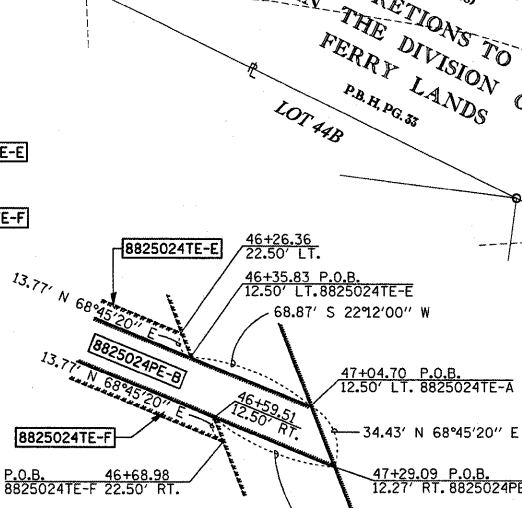 RETIONS TO
N THE DIVISION
FERRY LANDS
P.B.H, PG. 33
LOT 44B
E-E
E-F
8825024TE-E
46+26.36
22.50' LT.
46+35.83 P.O.B.
12.50' LT. 8825024TE-E
13.77' N 68°45'20" E
68.87' S 22°12'00" W
8825024PE-B
47+04.70 P.O.B.
12.50' LT. 8825024TE-A
13.77' N 68°45'20" E
46+59.51
12.50' RT.
34.43' N 68°45'20" E
8825024TE-F
P.O.B. 46+68.98
8825024TE-F 22.50' RT.
47+29.09 P.O.B.
12.27' RT. 8825024PE